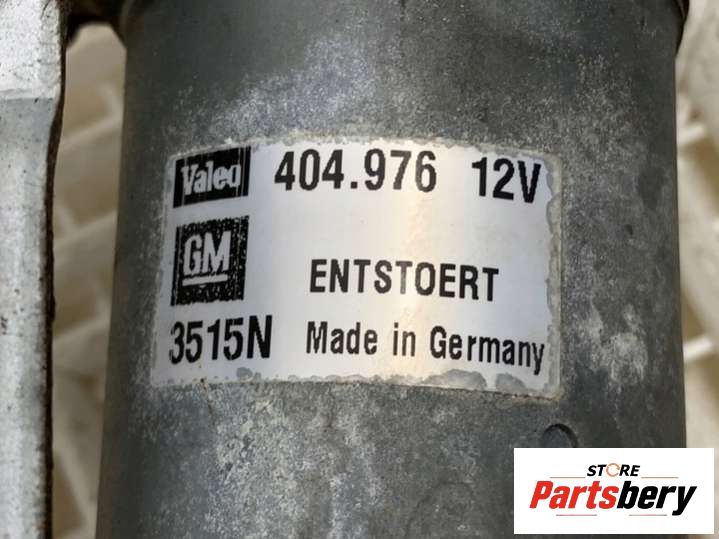 Valeo 404.976 12V
GM ENTSTOERT
3515N Made in Germany
STORE
Partsbery